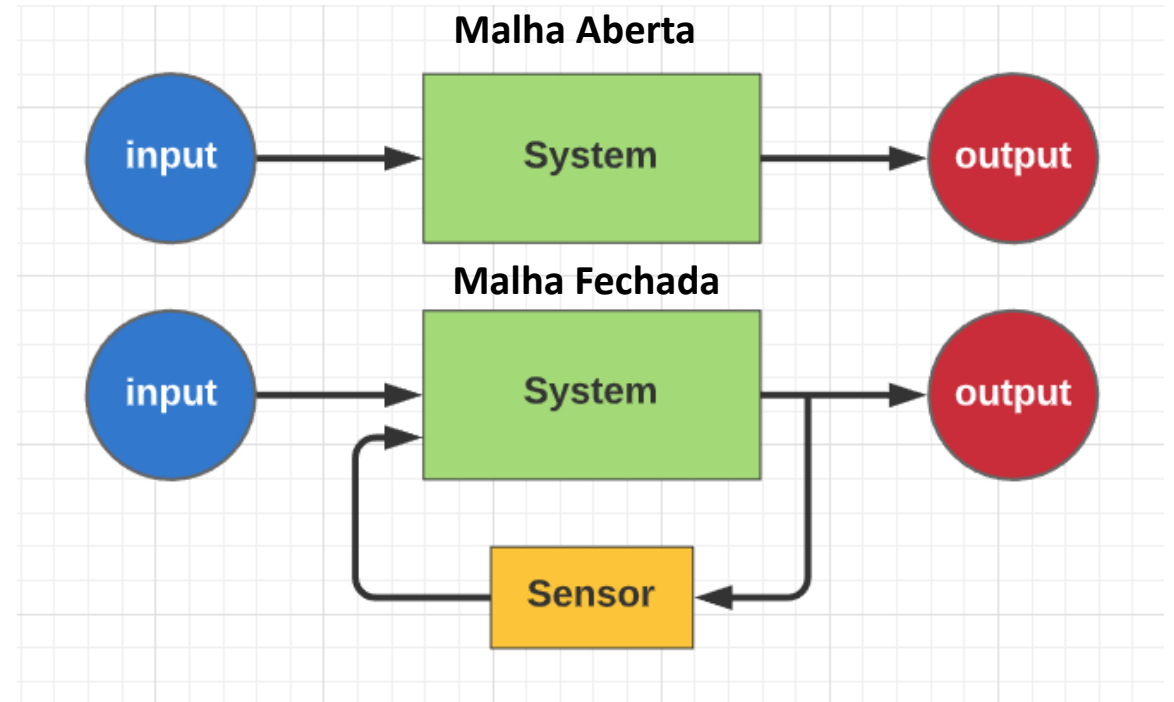 Malha Aberta
input
System
output
Malha Fechada
input
System
output
Sensor